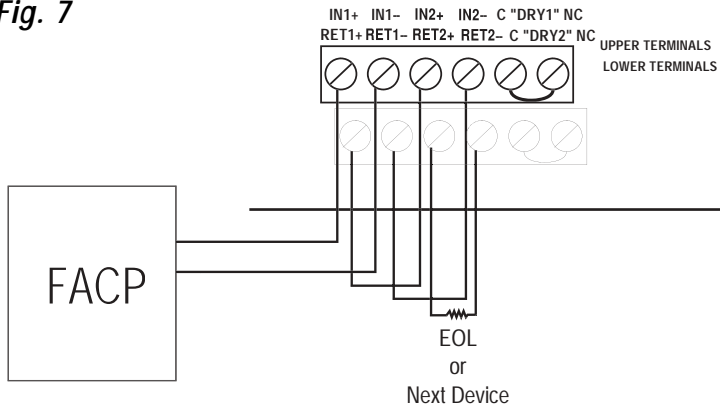 Fig. 7
IN1+ IN1– IN2+ IN2– C "DRY1" NC
RET1+ RET1– RET2+ RET2– C "DRY2" NC
UPPER TERMINALS
LOWER TERMINALS
FACP
EOL
or
Next Device